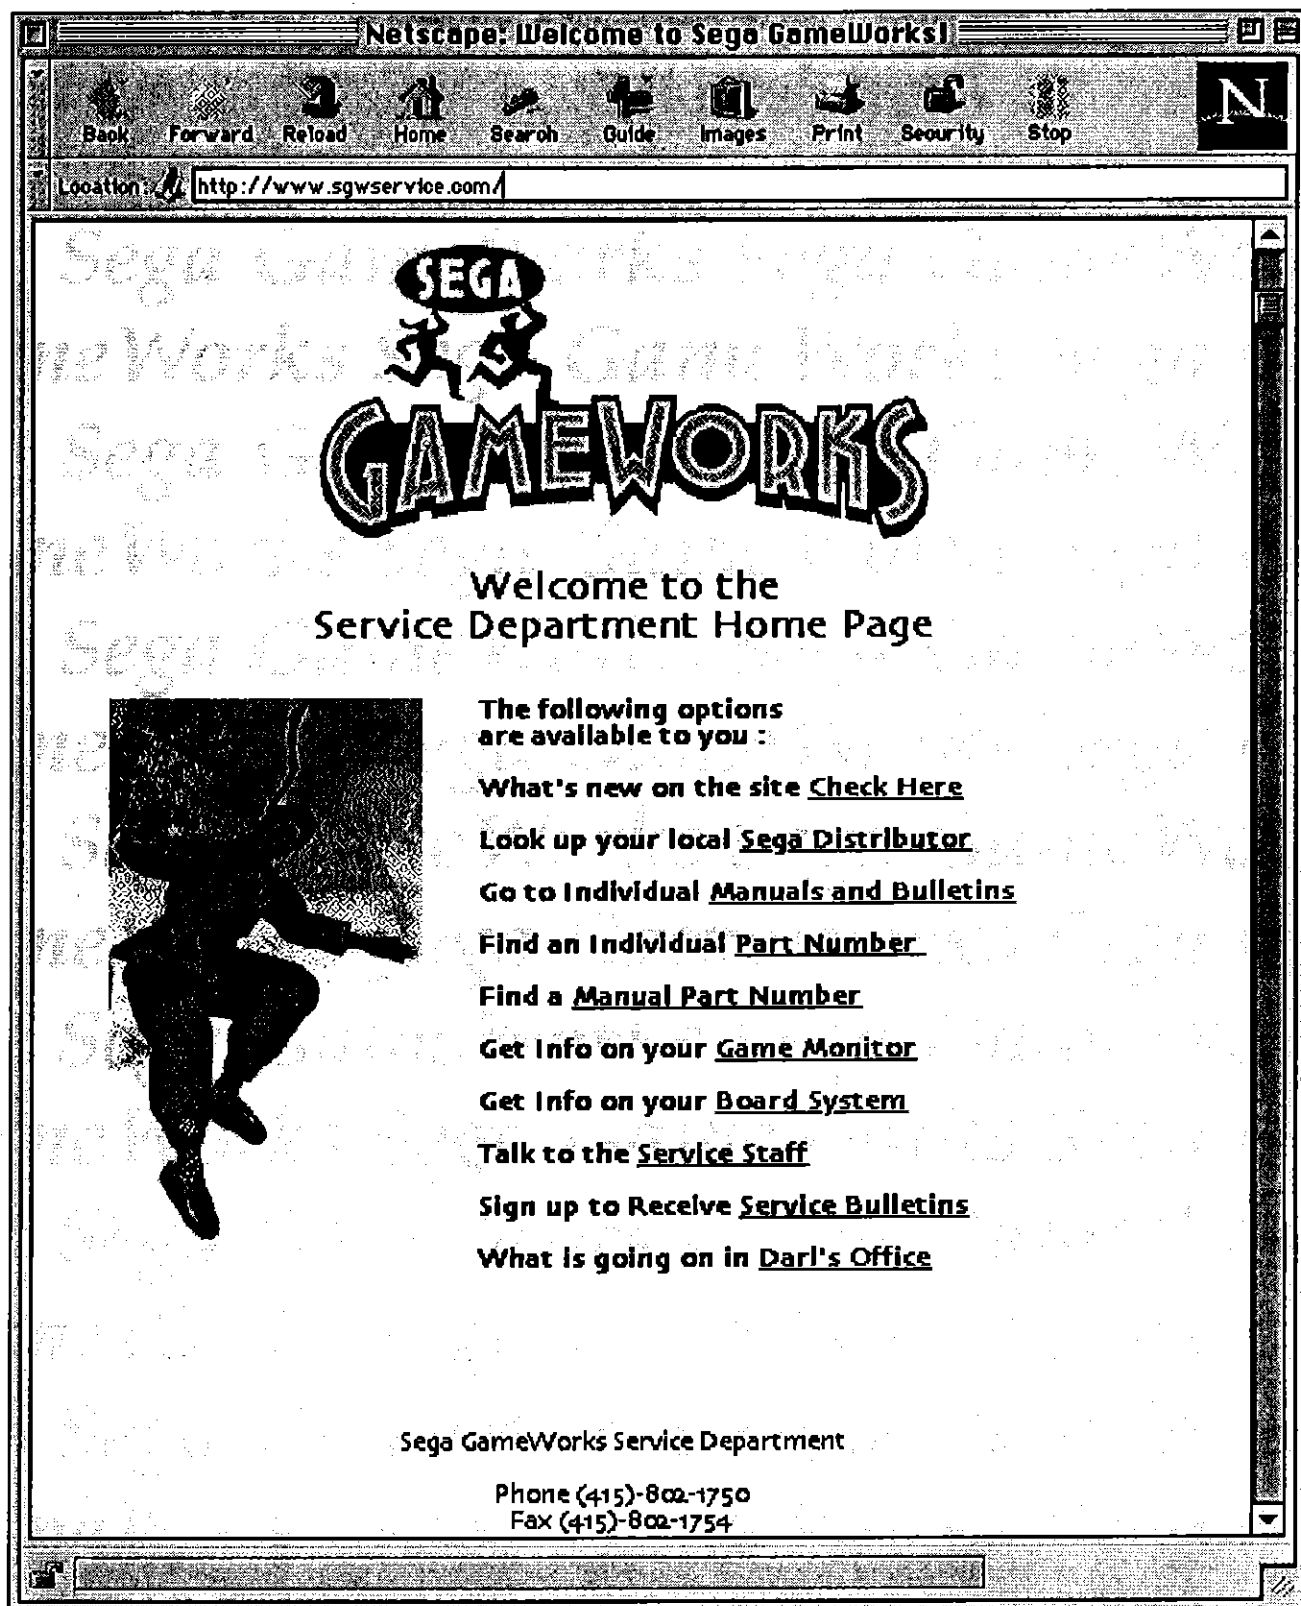 Netscape: Welcome to Sega GameWorks!
Back Forward Reload Home Search Guide Images Print Security Stop
N
Location: http://www.sgwservice.com/
SEGA
GAMEWORKS
Welcome to the
Service Department Home Page
The following options
are available to you :
What's new on the site Check Here
Look up your local Sega Distributor
Go to Individual Manuals and Bulletins
Find an Individual Part Number
Find a Manual Part Number
Get Info on your Game Monitor
Get Info on your Board System
Talk to the Service Staff
Sign up to Receive Service Bulletins
What is going on in Darl's Office
Sega GameWorks Service Department
Phone (415)-802-1750
Fax (415)-802-1754